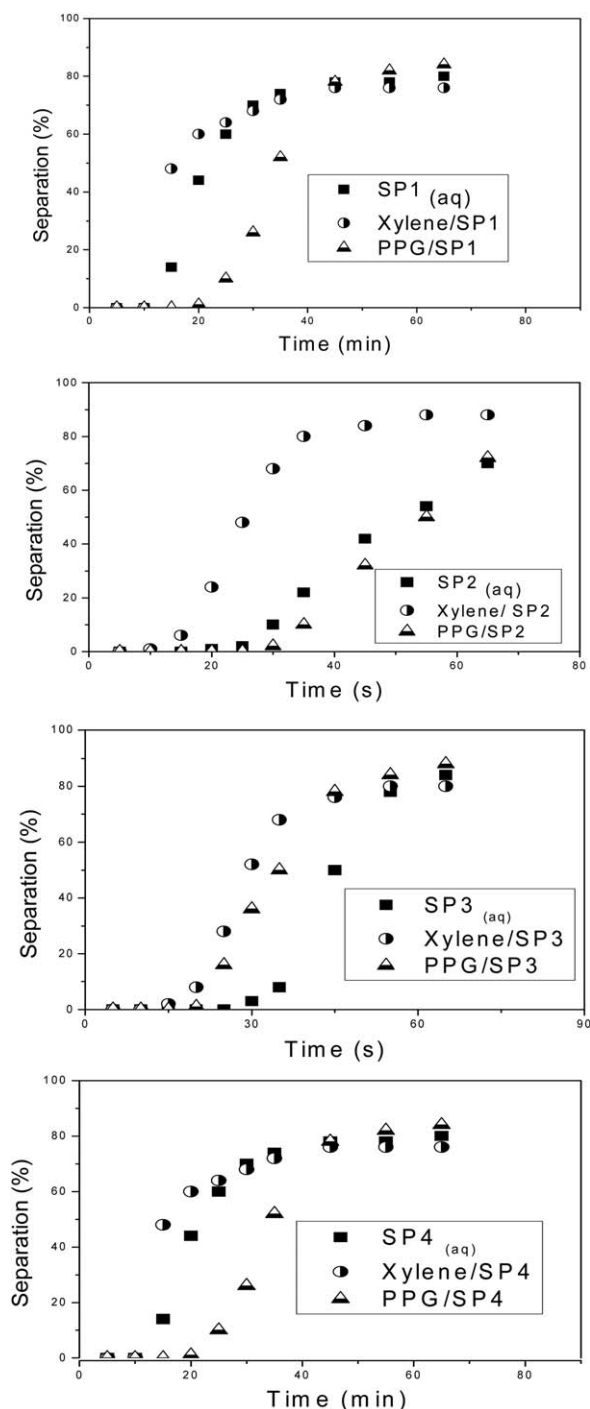 100
80
60
40
20
0
Separation (%)
SP1 (aq)
Xylene/SP1
PPG/SP1
0 20 40 60 80
Time (min)
100
80
60
40
20
0
Separation (%)
SP2 (aq)
Xylene/ SP2
PPG/SP2
0 20 40 60 80
Time (s)
100
80
60
40
20
0
Separation (%)
SP3 (aq)
Xylene/SP3
PPG/SP3
0 30 60 90
Time (s)
100
80
60
40
20
0
Separation (%)
SP4 (aq)
Xylene/SP4
PPG/SP4
0 20 40 60 80
Time (min)